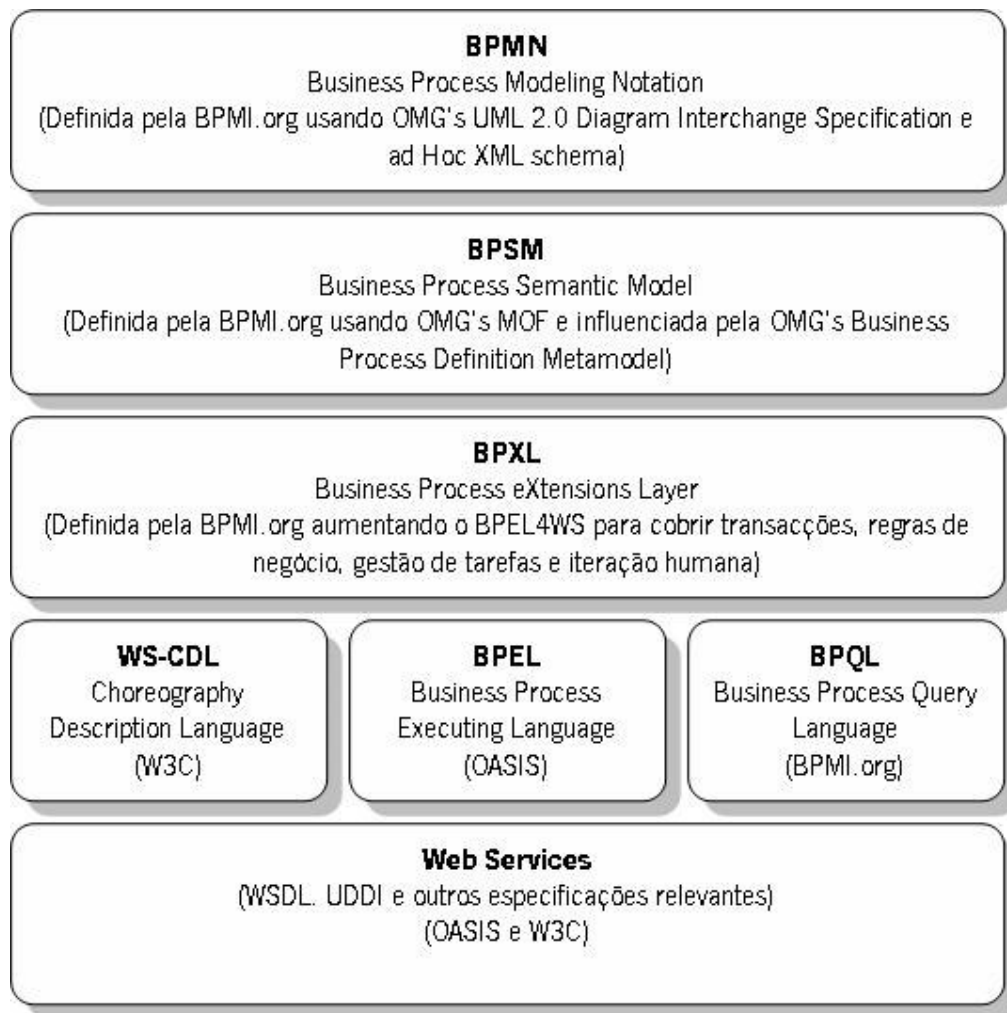 BPMN
Business Process Modeling Notation
(Definida pela BPMI.org usando OMG's UML 2.0 Diagram Interchange Specification e
ad Hoc XML schema)
BPSM
Business Process Semantic Model
(Definida pela BPMI.org usando OMG's MOF e influenciada pela OMG's Business
Process Definition Metamodel)
BPXL
Business Process eXtensions Layer
(Definida pela BPMI.org aumentando o BPEL4WS para cobrir transacções, regras de
negócio, gestão de tarefas e iteração humana)
WS-CDL
Choreography
Description Language
(W3C)
BPEL
Business Process
Executing Language
(OASIS)
BPQL
Business Process Query
Language
(BPMI.org)
Web Services
(WSDL. UDDI e outros especificações relevantes)
(OASIS e W3C)